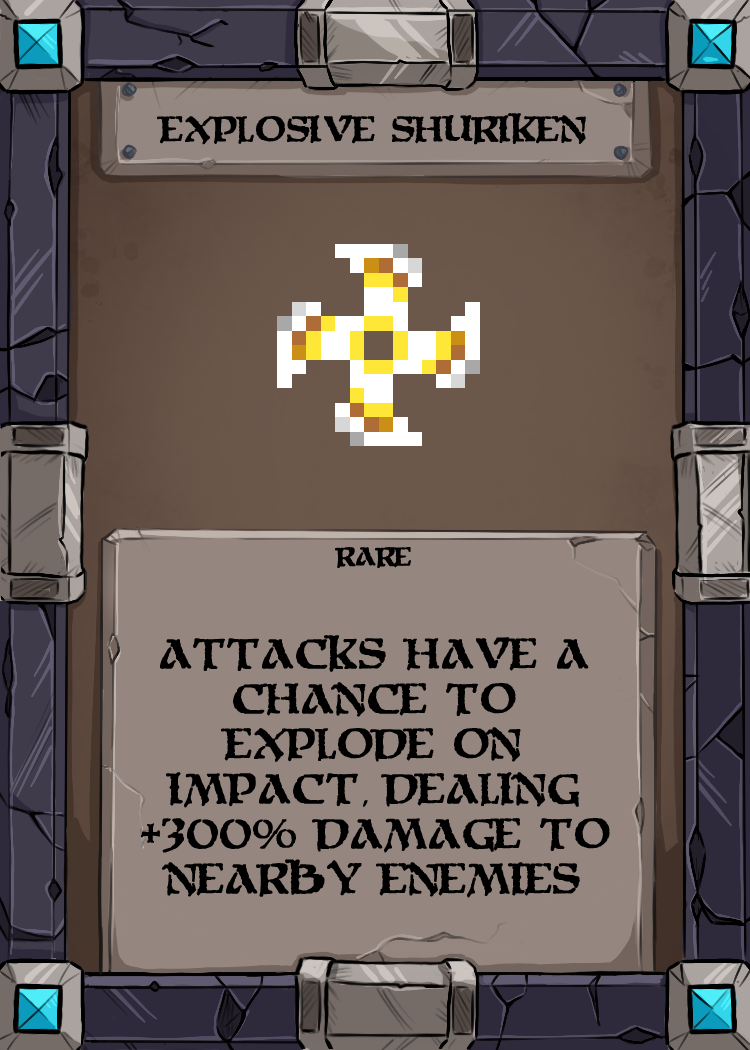 EXPLOSIVE SHURIKEN
RARE
ATTACKS HAVE A
CHANCE TO
EXPLODE ON
IMPACT, DEALING
+300% DAMAGE TO
NEARBY ENEMIES